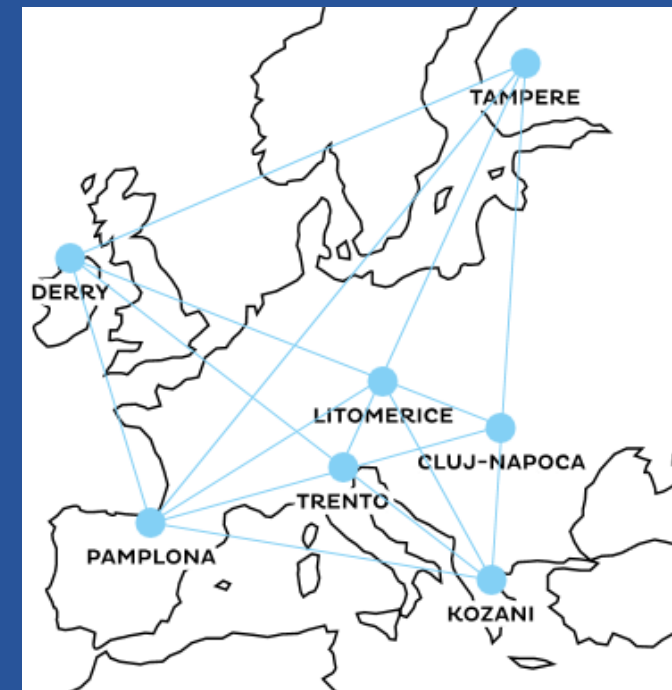 TAMPERE
DERRY
LITOMERICE
CLUJ-NAPOCA
TRENTO
PAMPLONA
KOZANI